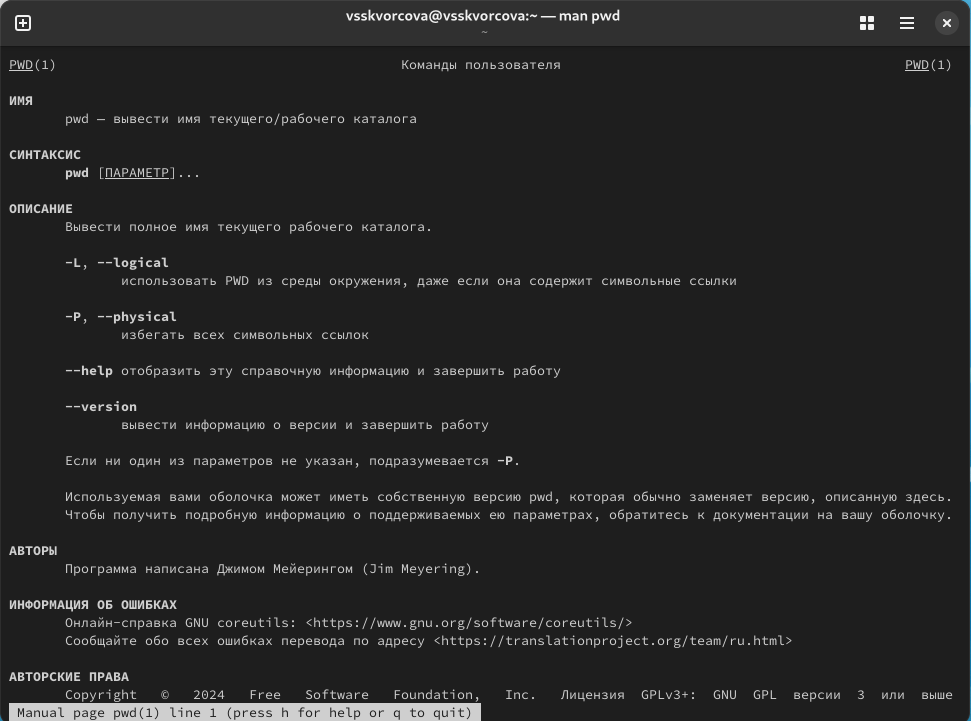 vsskvorcova@vsskvorcova:~ — man pwd
~
PWD(1) Команды пользователя PWD(1)
ИМЯ
pwd — вывести имя текущего/рабочего каталога
СИНТАКСИС
pwd [ПАРАМЕТР]...
ОПИСАНИЕ
Вывести полное имя текущего рабочего каталога.
-L, --logical
использовать PWD из среды окружения, даже если она содержит символьные ссылки
-P, --physical
избегать всех символьных ссылок
--help отобразить эту справочную информацию и завершить работу
--version
вывести информацию о версии и завершить работу
Если ни один из параметров не указан, подразумевается -P.
Используемая вами оболочка может иметь собственную версию pwd, которая обычно заменяет версию, описанную здесь.
Чтобы получить подробную информацию о поддерживаемых ею параметрах, обратитесь к документации на вашу оболочку.
АВТОРЫ
Программа написана Джимом Мейерингом (Jim Meyering).
ИНФОРМАЦИЯ ОБ ОШИБКАХ
Онлайн-справка GNU coreutils: <https://www.gnu.org/software/coreutils/>
Сообщайте обо всех ошибках перевода по адресу <https://translationproject.org/team/ru.html>
АВТОРСКИЕ ПРАВА
Copyright © 2024 Free Software Foundation, Inc. Лицензия GPLv3+: GNU GPL версии 3 или выше
Manual page pwd(1) line 1 (press h for help or q to quit)